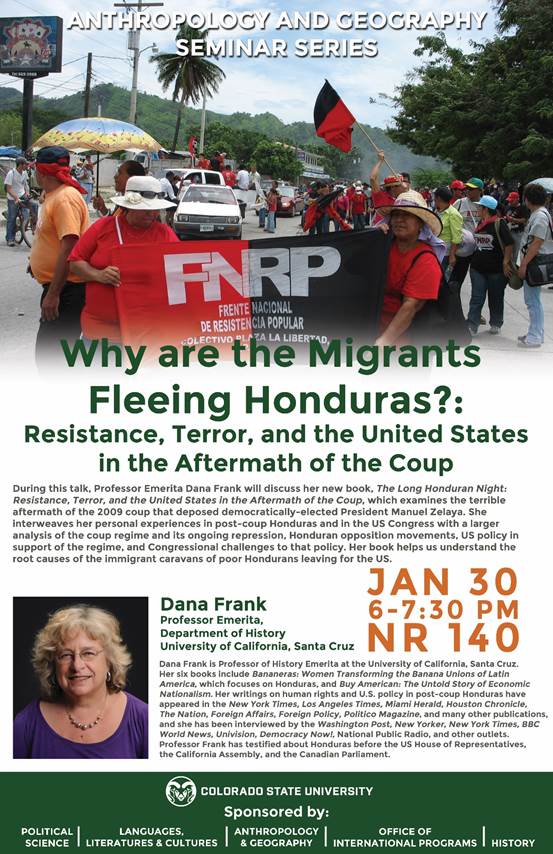 ANTHROPOLOGY AND GEOGRAPHY
SEMINAR SERIES
FNRP
FRENTE NACIONAL
DE RESISTENCIA POPULAR
COLECTIVO PLAZA LA LIBERTAD,
Why are the Migrants
Fleeing Honduras?:
Resistance, Terror, and the United States
in the Aftermath of the Coup
During this talk, Professor Emerita Dana Frank will discuss her new book, The Long Honduran Night:
Resistance, Terror, and the United States in the Aftermath of the Coup, which examines the terrible
aftermath of the 2009 coup that deposed democratically-elected President Manuel Zelaya. She
interweaves her personal experiences in post-coup Honduras and in the US Congress with a larger
analysis of the coup regime and its ongoing repression, Honduran opposition movements, US policy in
support of the regime, and Congressional challenges to that policy. Her book helps us understand the
root causes of the immigrant caravans of poor Hondurans leaving for the US.
JAN 30
6-7:30 PM
NR 140
Dana Frank
Professor Emerita,
Department of History
University of California, Santa Cruz
Dana Frank is Professor of History Emerita at the University of California, Santa Cruz.
Her six books include Bananeras: Women Transforming the Banana Unions of Latin
America, which focuses on Honduras, and Buy American: The Untold Story of Economic
Nationalism. Her writings on human rights and U.S. policy in post-coup Honduras have
appeared in the New York Times, Los Angeles Times, Miami Herald, Houston Chronicle,
The Nation, Foreign Affairs, Foreign Policy, Politico Magazine, and many other publications,
and she has been interviewed by the Washington Post, New Yorker, New York Times, BBC
World News, Univision, Democracy Now!, National Public Radio, and other outlets.
Professor Frank has testified about Honduras before the US House of Representatives,
the California Assembly, and the Canadian Parliament.
COLORADO STATE UNIVERSITY
Sponsored by:
POLITICAL
SCIENCE
LANGUAGES,
LITERATURES & CULTURES
ANTHROPOLOGY
& GEOGRAPHY
OFFICE OF
INTERNATIONAL PROGRAMS
HISTORY